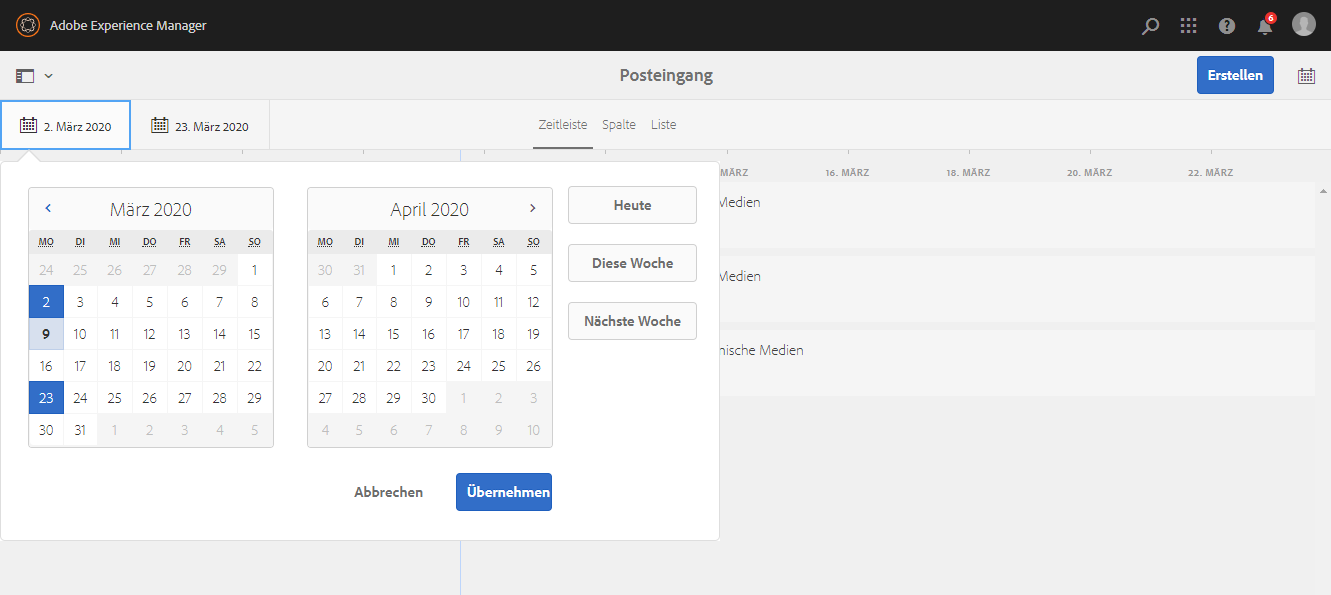 Adobe Experience Manager
6
Posteingang
Erstellen
2. März 2020
23. März 2020
Zeitleiste Spalte Liste
MÄRZ 16. MÄRZ 18. MÄRZ 20. MÄRZ 22. MÄRZ
Medien
Medien
nische Medien
März 2020
MO DI MI DO FR SA SO
24 25 26 27 28 29 1
2 3 4 5 6 7 8
9 10 11 12 13 14 15
16 17 18 19 20 21 22
23 24 25 26 27 28 29
30 31 1 2 3 4 5
April 2020
MO DI MI DO FR SA SO
30 31 1 2 3 4 5
6 7 8 9 10 11 12
13 14 15 16 17 18 19
20 21 22 23 24 25 26
27 28 29 30 1 2 3
4 5 6 7 8 9 10
Heute
Diese Woche
Nächste Woche
Abbrechen
Übernehmen